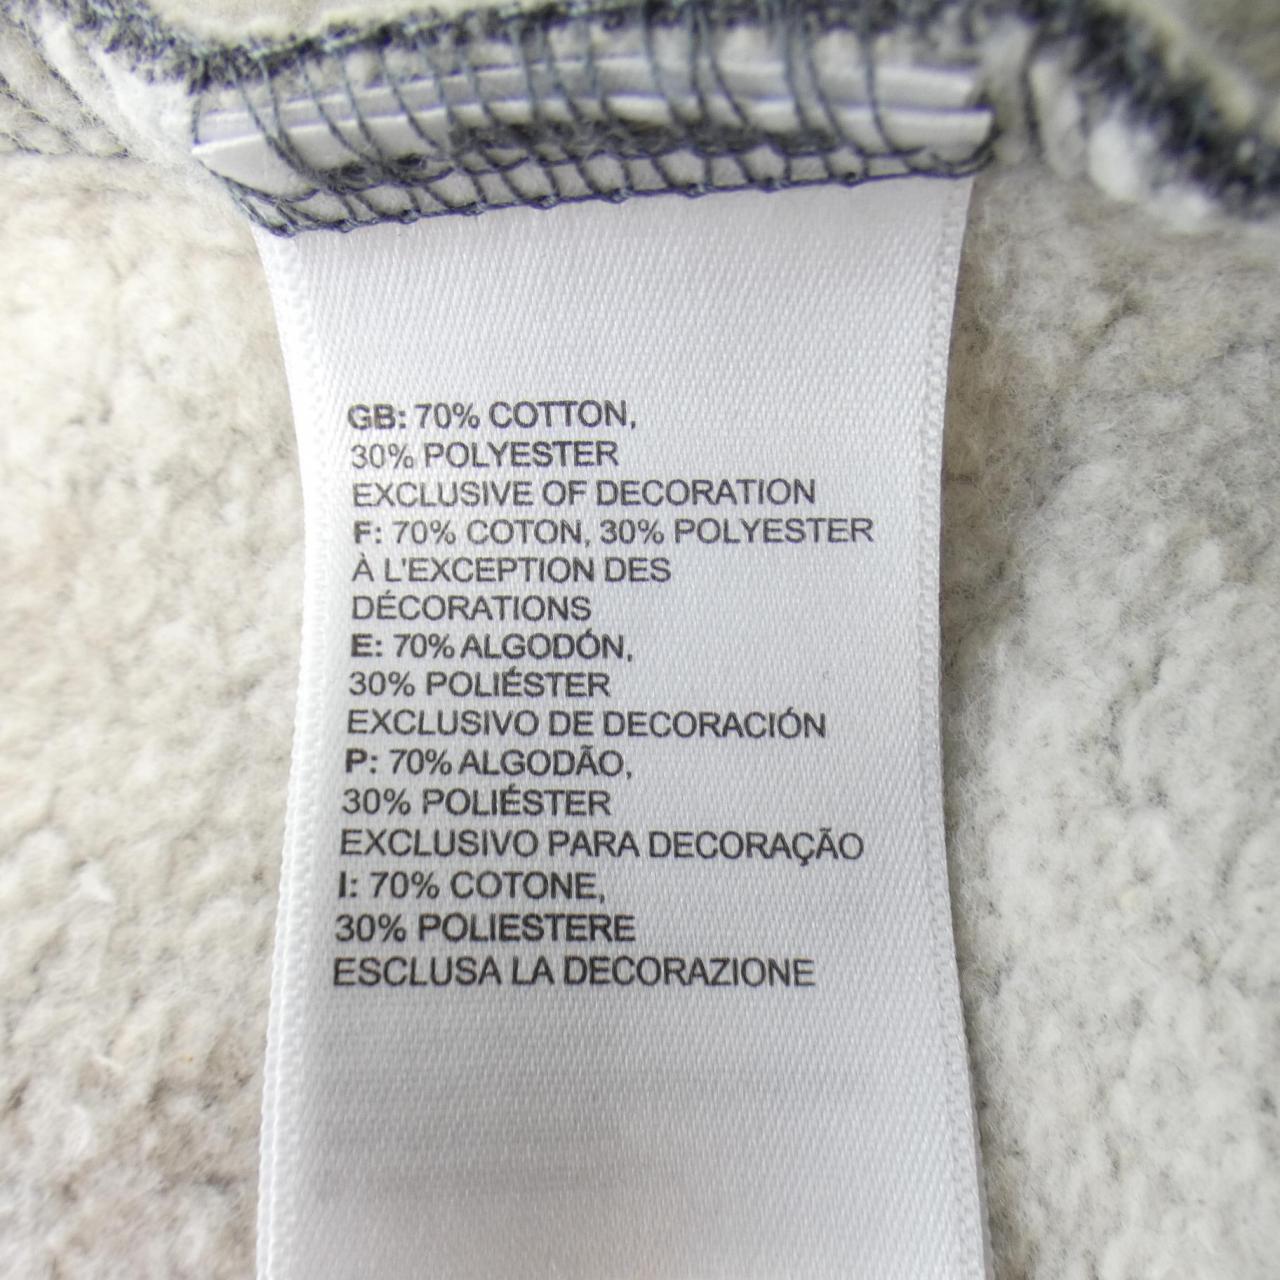 GB: 70% COTTON,
30% POLYESTER
EXCLUSIVE OF DECORATION
F: 70% COTON, 30% POLYESTER
À L'EXCEPTION DES
DÉCORATIONS
E: 70% ALGODÓN,
30% POLIÉSTER
EXCLUSIVO DE DECORACIÓN
P: 70% ALGODÃO,
30% POLIÉSTER
EXCLUSIVO PARA DECORAÇÃO
I: 70% COTONE,
30% POLIESTERE
ESCLUSA LA DECORAZIONE